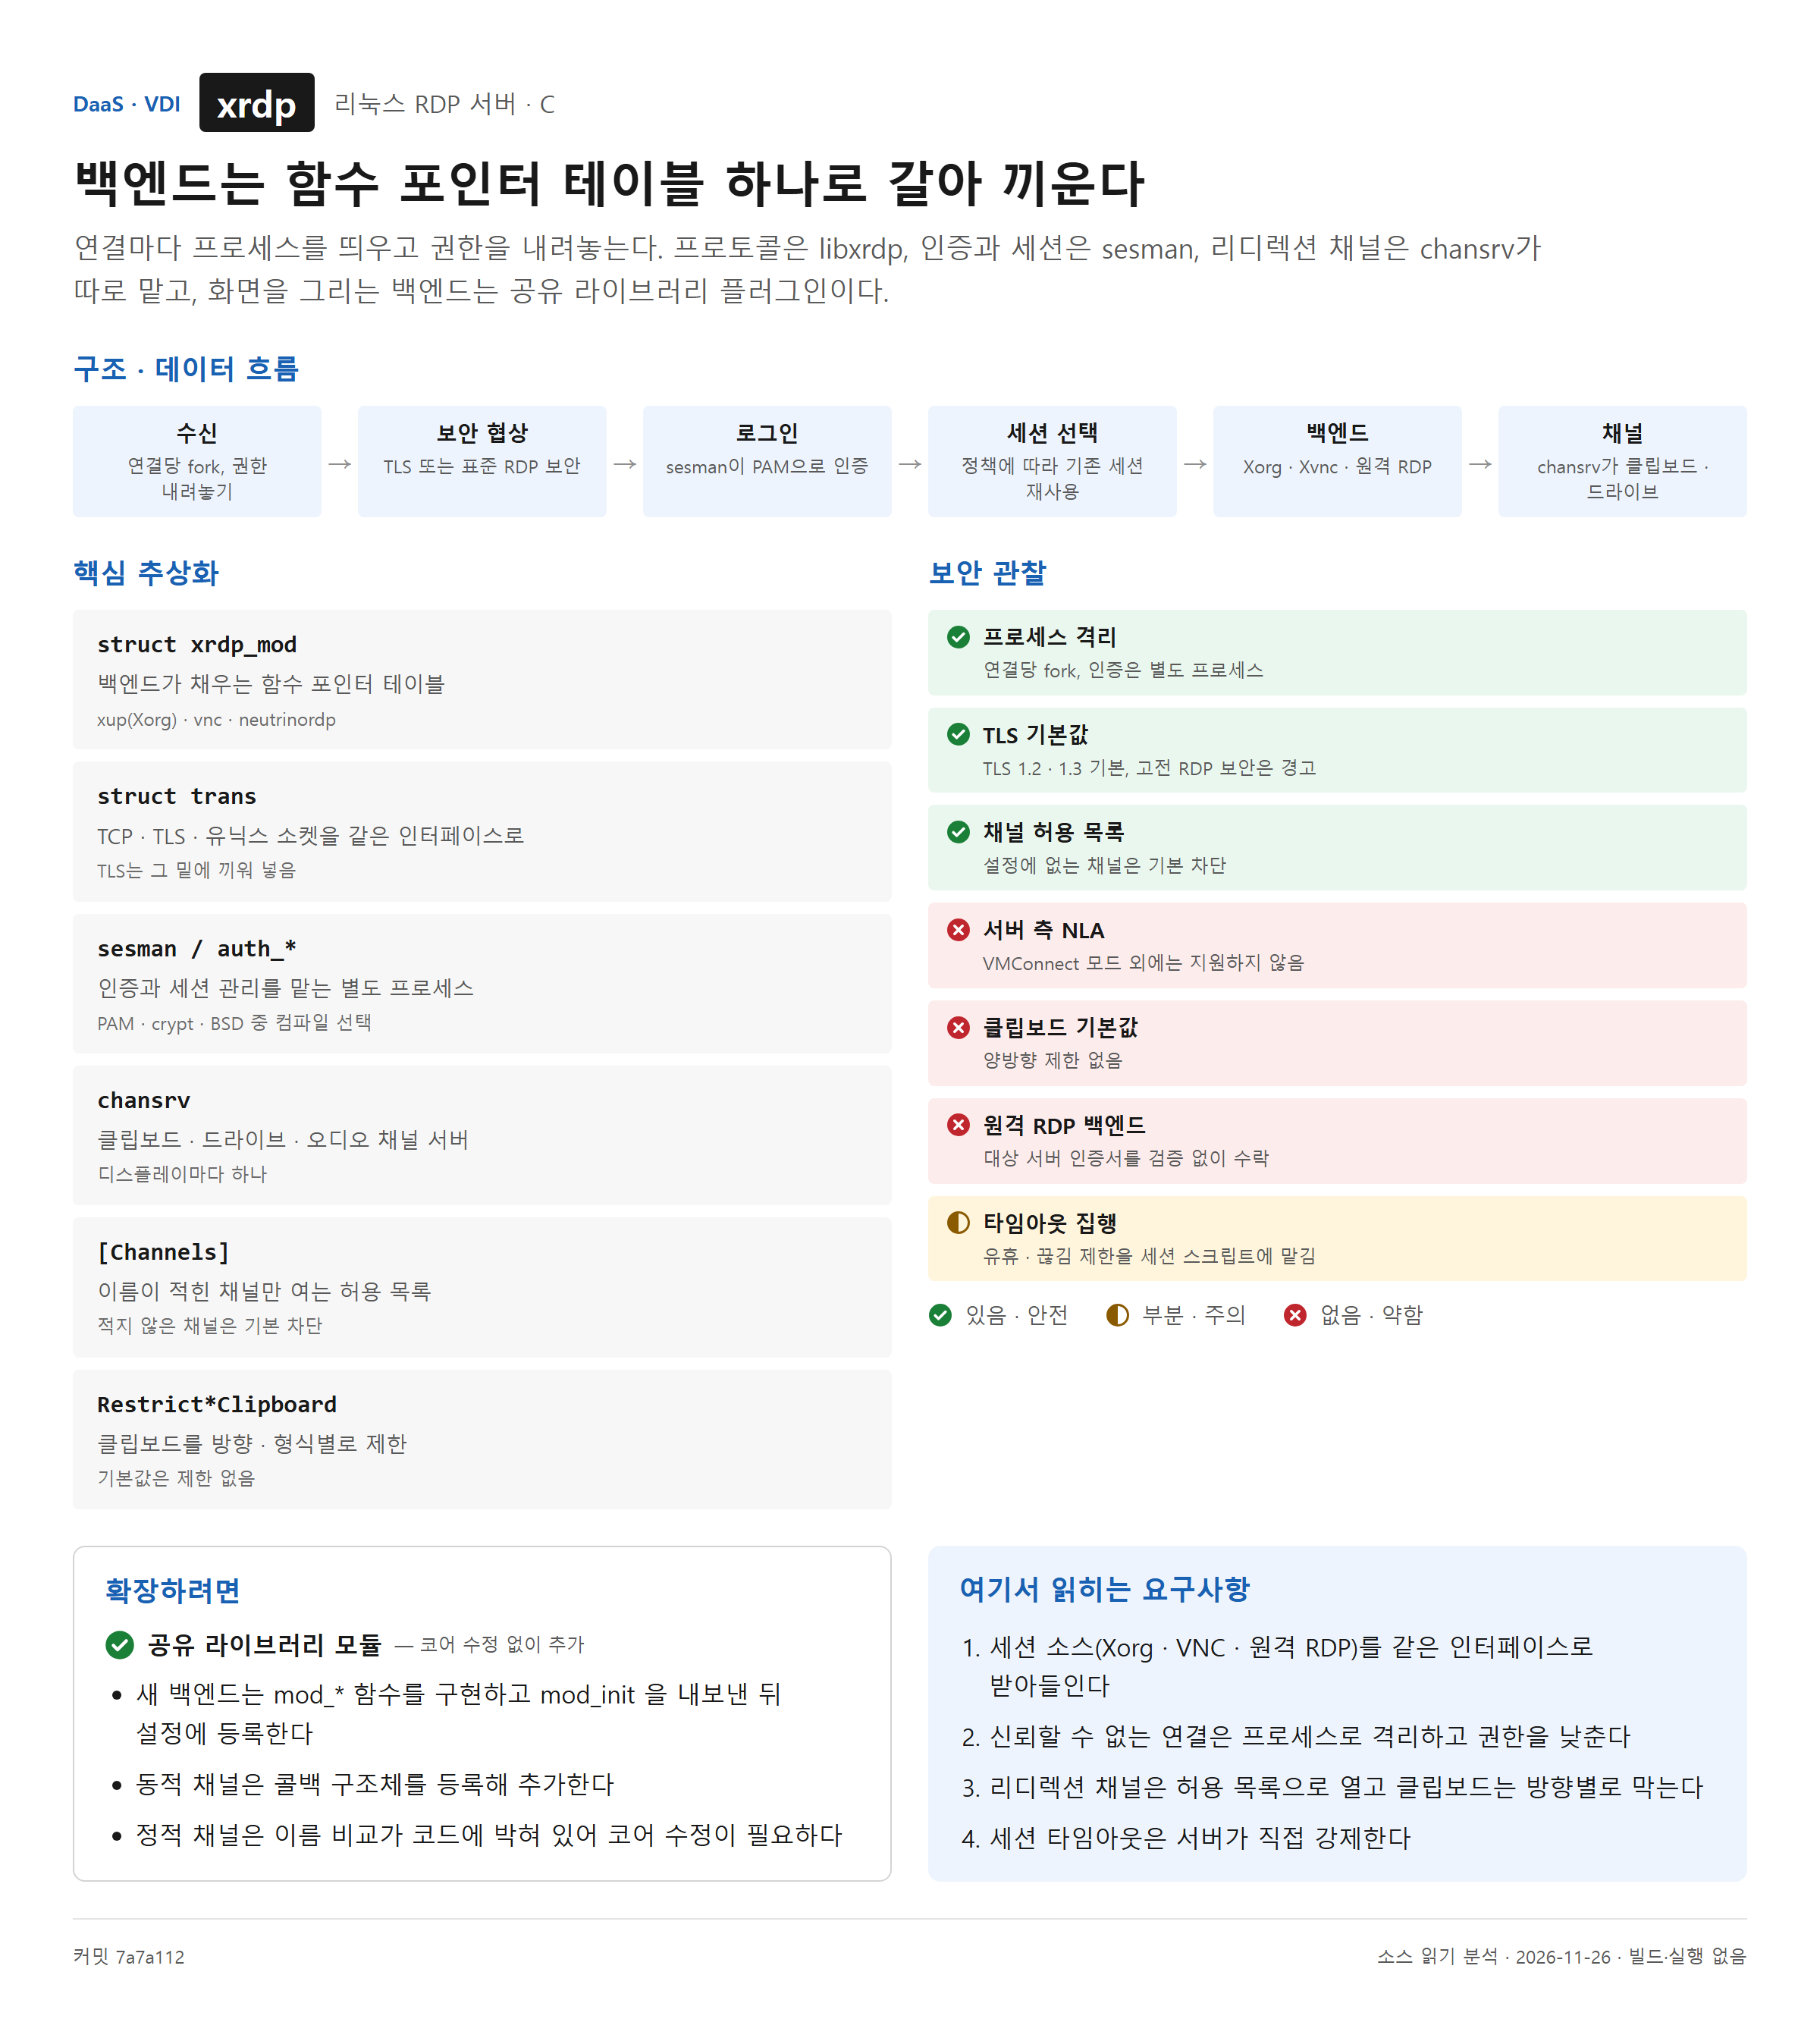 DaaS · VDI xrdp 리눅스 RDP 서버 · C
백엔드는 함수 포인터 테이블 하나로 갈아 끼운다
연결마다 프로세스를 띄우고 권한을 내려놓는다. 프로토콜은 libxrdp, 인증과 세션은 sesman, 리디렉션 채널은 chansrv가
따로 맡고, 화면을 그리는 백엔드는 공유 라이브러리 플러그인이다.
구조 · 데이터 흐름
수신
연결당 fork, 권한
내려놓기
→
보안 협상
TLS 또는 표준 RDP 보안
→
로그인
sesman이 PAM으로 인증
→
세션 선택
정책에 따라 기존 세션
재사용
→
백엔드
Xorg · Xvnc · 원격 RDP
→
채널
chansrv가 클립보드 ·
드라이브
핵심 추상화
struct xrdp_mod
백엔드가 채우는 함수 포인터 테이블
xup(Xorg) · vnc · neutrinordp
struct trans
TCP · TLS · 유닉스 소켓을 같은 인터페이스로
TLS는 그 밑에 끼워 넣음
sesman / auth_*
인증과 세션 관리를 맡는 별도 프로세스
PAM · crypt · BSD 중 컴파일 선택
chansrv
클립보드 · 드라이브 · 오디오 채널 서버
디스플레이마다 하나
[Channels]
이름이 적힌 채널만 여는 허용 목록
적지 않은 채널은 기본 차단
Restrict*Clipboard
클립보드를 방향 · 형식별로 제한
기본값은 제한 없음
보안 관찰
프로세스 격리
연결당 fork, 인증은 별도 프로세스
TLS 기본값
TLS 1.2 · 1.3 기본, 고전 RDP 보안은 경고
채널 허용 목록
설정에 없는 채널은 기본 차단
서버 측 NLA
VMConnect 모드 외에는 지원하지 않음
클립보드 기본값
양방향 제한 없음
원격 RDP 백엔드
대상 서버 인증서를 검증 없이 수락
타임아웃 집행
유휴 · 끊김 제한을 세션 스크립트에 맡김
있음 · 안전 부분 · 주의 없음 · 약함
확장하려면
공유 라이브러리 모듈 — 코어 수정 없이 추가
• 새 백엔드는 mod_* 함수를 구현하고 mod_init 을 내보낸 뒤
설정에 등록한다
• 동적 채널은 콜백 구조체를 등록해 추가한다
• 정적 채널은 이름 비교가 코드에 박혀 있어 코어 수정이 필요하다
여기서 읽히는 요구사항
1. 세션 소스(Xorg · VNC · 원격 RDP)를 같은 인터페이스로
받아들인다
2. 신뢰할 수 없는 연결은 프로세스로 격리하고 권한을 낮춘다
3. 리디렉션 채널은 허용 목록으로 열고 클립보드는 방향별로 막는다
4. 세션 타임아웃은 서버가 직접 강제한다
커밋 7a7a112
소스 읽기 분석 · 2026-11-26 · 빌드·실행 없음